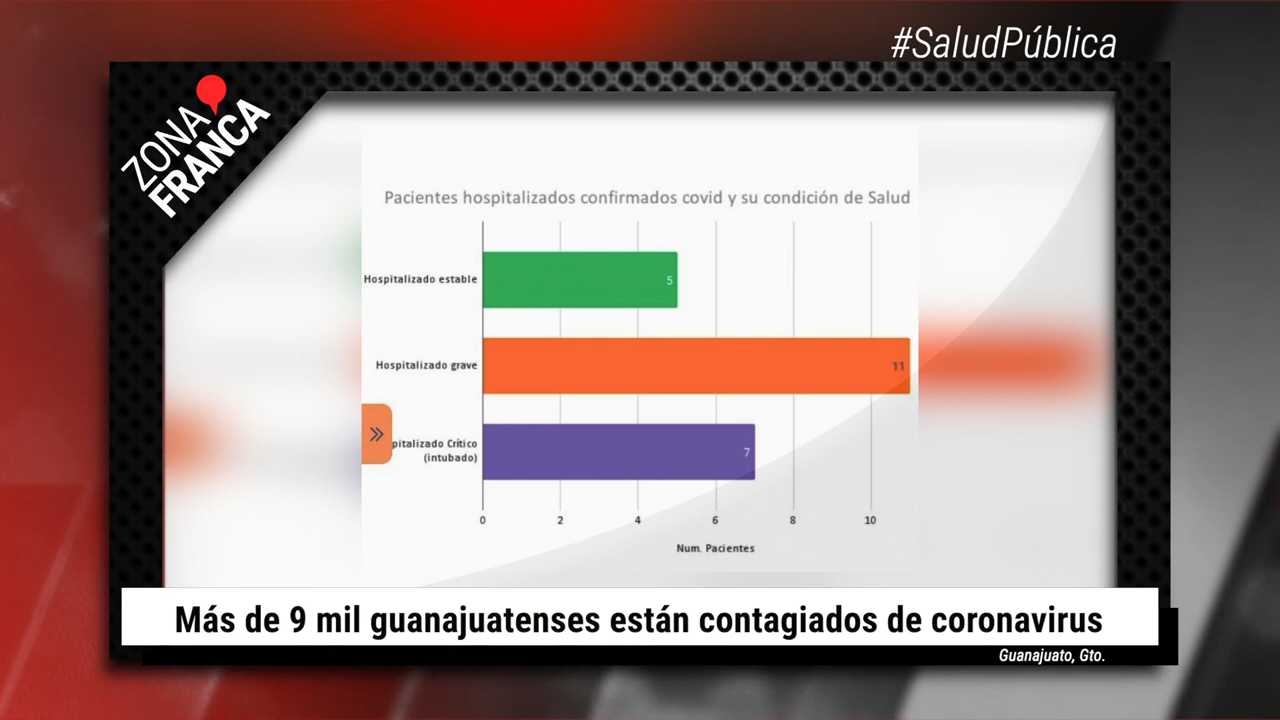 #SaludPública
ZONA
FRANCA
Pacientes hospitalizados confirmados covid y su condición de Salud
Hospitalizado estable
5
Hospitalizado grave
11
pitalizado Crítico
(intubado)
7
0 2 4 6 8 10
Num. Pacientes
Más de 9 mil guanajuatenses están contagiados de coronavirus
Guanajuato, Gto.